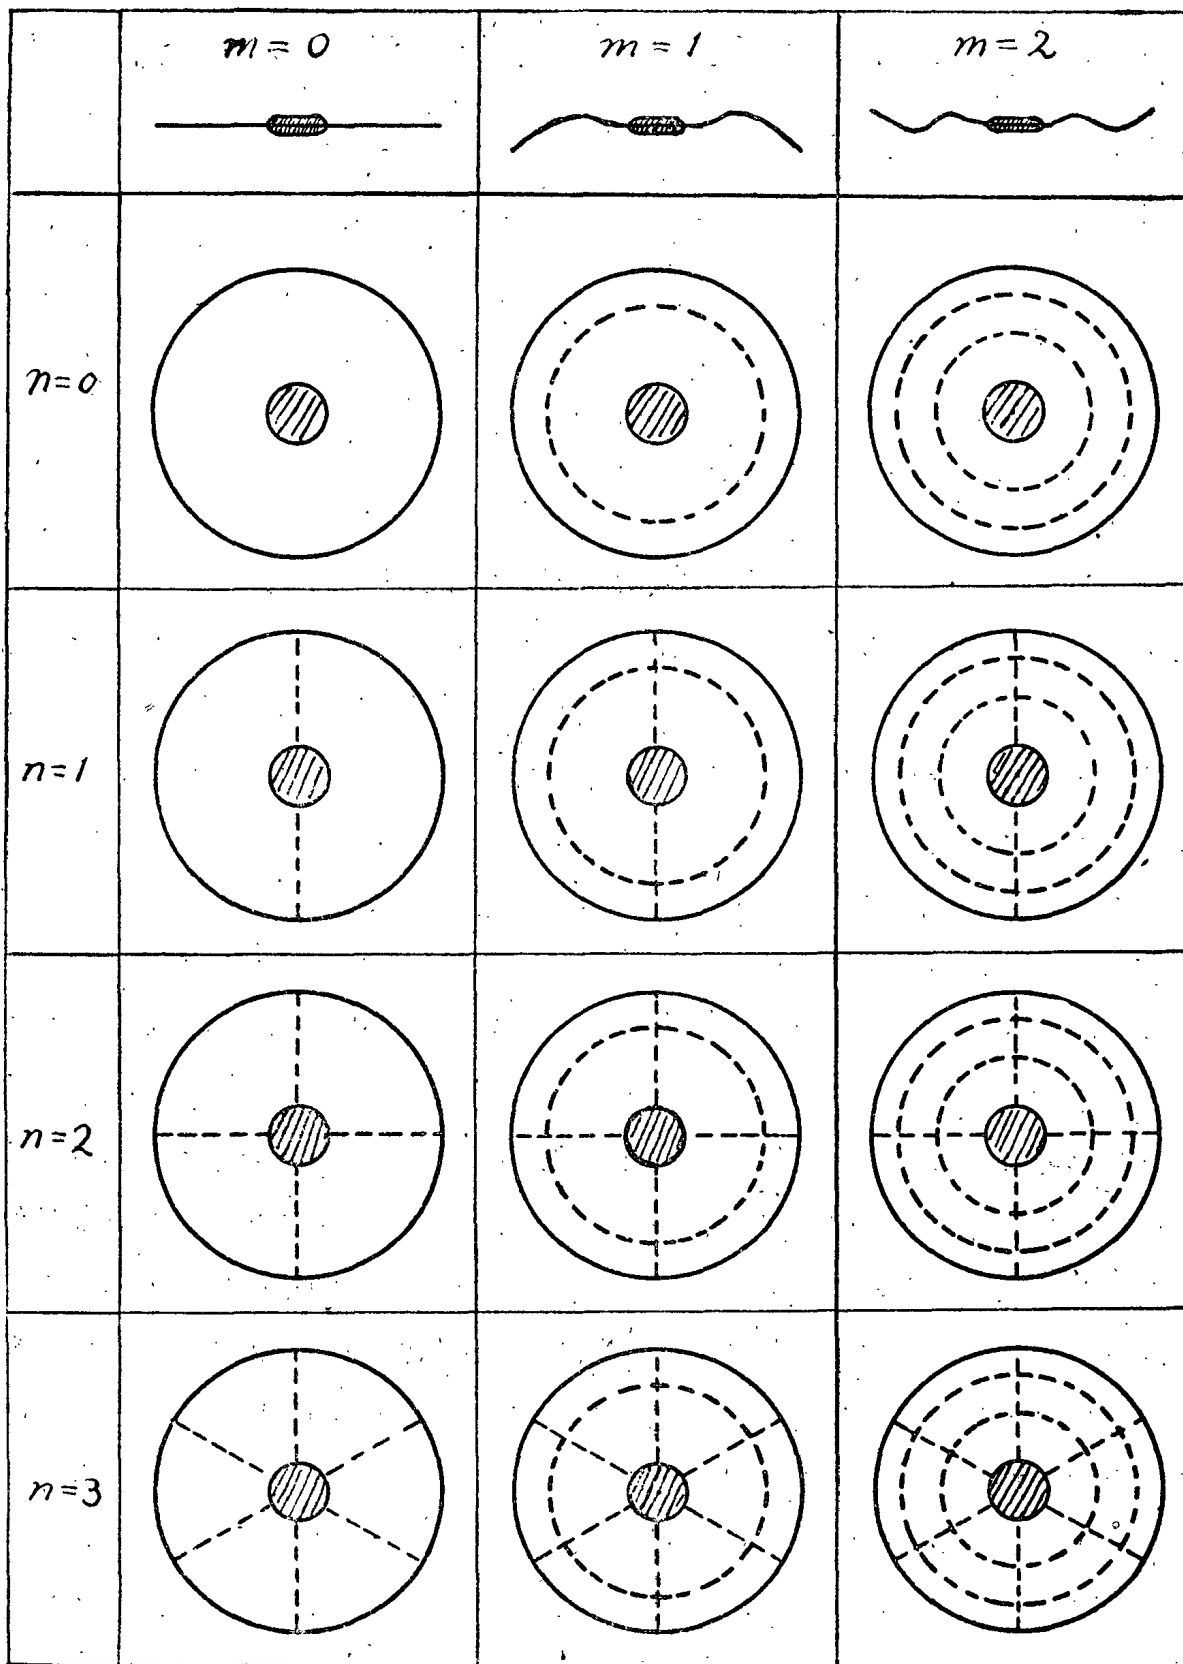 m = 0
m = 1
m = 2
n=0
n=1
n=2
n=3